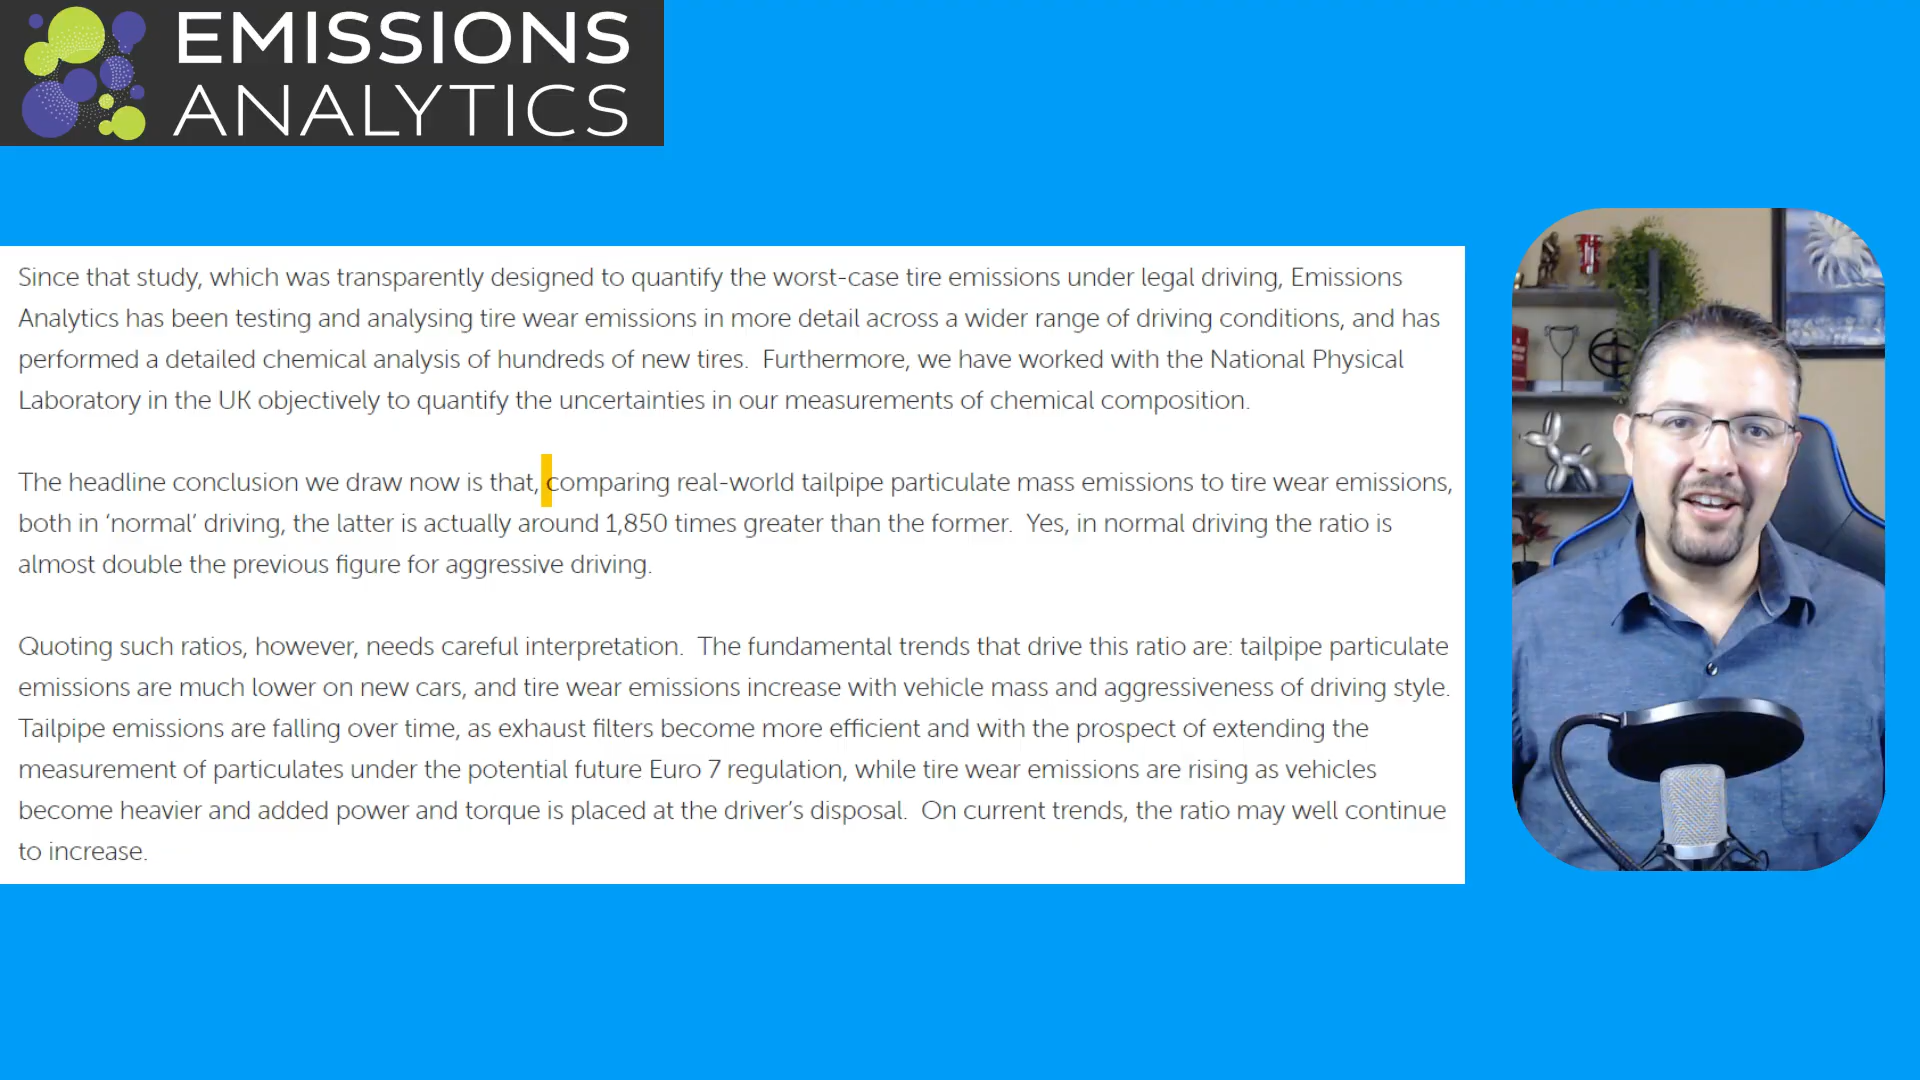 EMISSIONS
ANALYTICS
Since that study, which was transparently designed to quantify the worst-case tire emissions under legal driving, Emissions
Analytics has been testing and analysing tire wear emissions in more detail across a wider range of driving conditions, and has
performed a detailed chemical analysis of hundreds of new tires.  Furthermore, we have worked with the National Physical
Laboratory in the UK objectively to quantify the uncertainties in our measurements of chemical composition.
The headline conclusion we draw now is that, comparing real-world tailpipe particulate mass emissions to tire wear emissions,
both in ‘normal’ driving, the latter is actually around 1,850 times greater than the former.  Yes, in normal driving the ratio is
almost double the previous figure for aggressive driving.
Quoting such ratios, however, needs careful interpretation.  The fundamental trends that drive this ratio are: tailpipe particulate
emissions are much lower on new cars, and tire wear emissions increase with vehicle mass and aggressiveness of driving style.
Tailpipe emissions are falling over time, as exhaust filters become more efficient and with the prospect of extending the
measurement of particulates under the potential future Euro 7 regulation, while tire wear emissions are rising as vehicles
become heavier and added power and torque is placed at the driver’s disposal.  On current trends, the ratio may well continue
to increase.